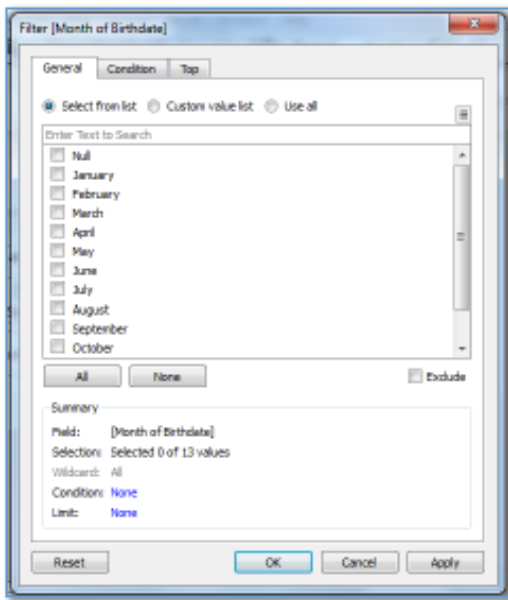 Filter [Month of Birthdate]
General Condition Top
Select from list Custom value list Use all
Enter Text to Search
Null
January
February
March
April
May
June
July
August
September
October
All None Exclude
Summary
Field: [Month of Birthdate]
Selection: Selected 0 of 13 values
Wildcard: All
Condition: None
Limit: None
Reset OK Cancel Apply